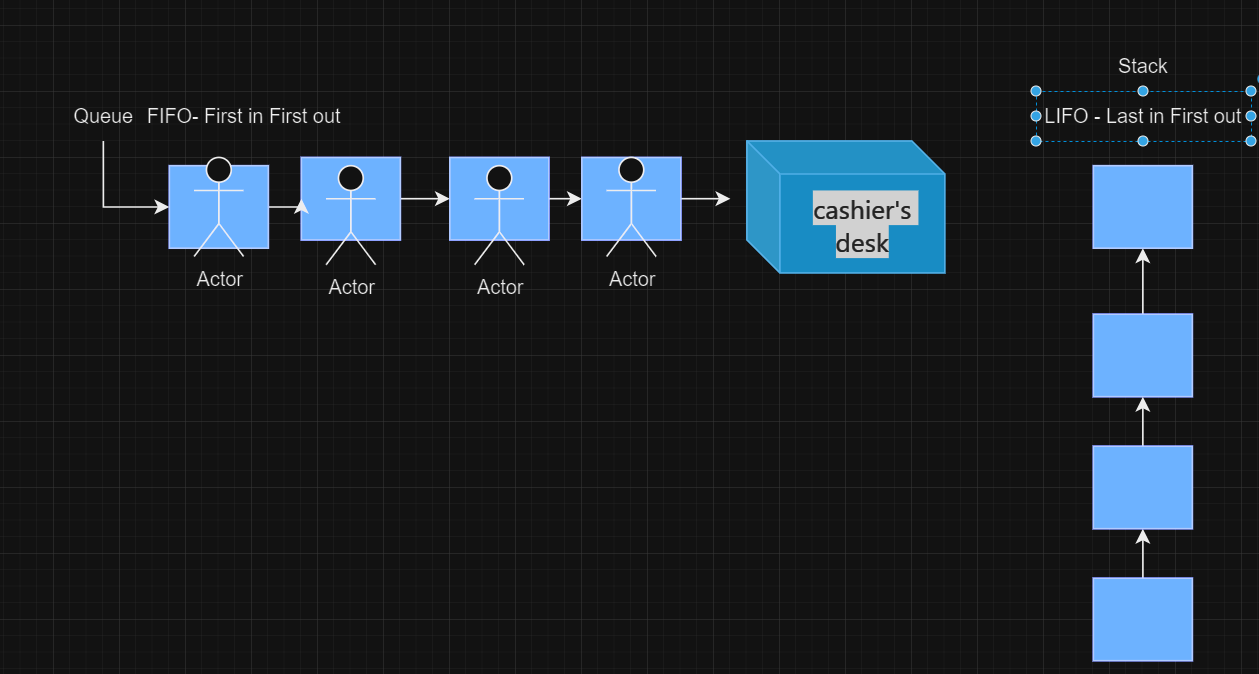 Stack
Queue FIFO- First in First out
LIFO - Last in First out
cashier's
desk
Actor
Actor
Actor
Actor